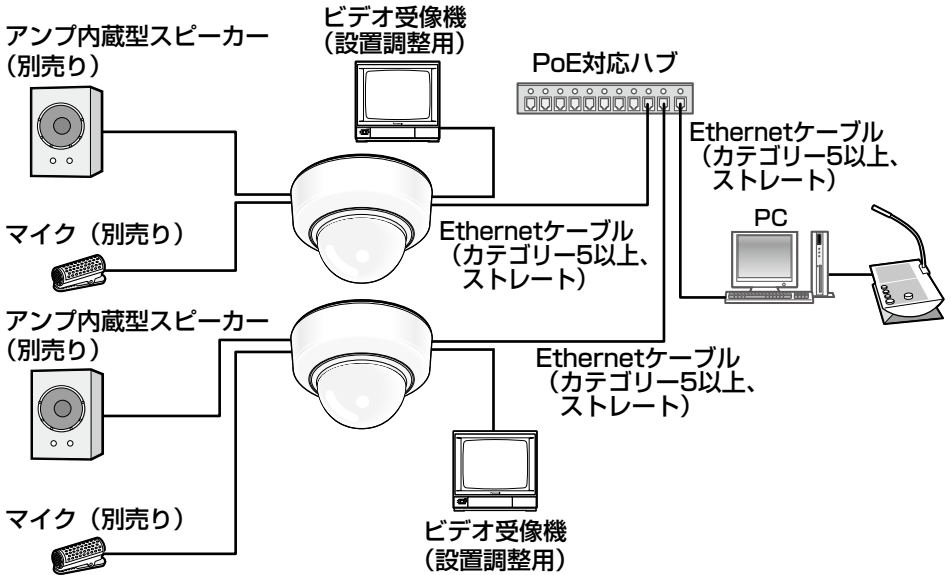 アンプ内蔵型スピーカー
（別売り）
ビデオ受像機
（設置調整用）
PoE対応ハブ
Ethernetケーブル
（カテゴリー5以上、
ストレート）
マイク（別売り）
Ethernetケーブル
（カテゴリー5以上、
ストレート）
PC
アンプ内蔵型スピーカー
（別売り）
Ethernetケーブル
（カテゴリー5以上、
ストレート）
マイク（別売り）
ビデオ受像機
（設置調整用）